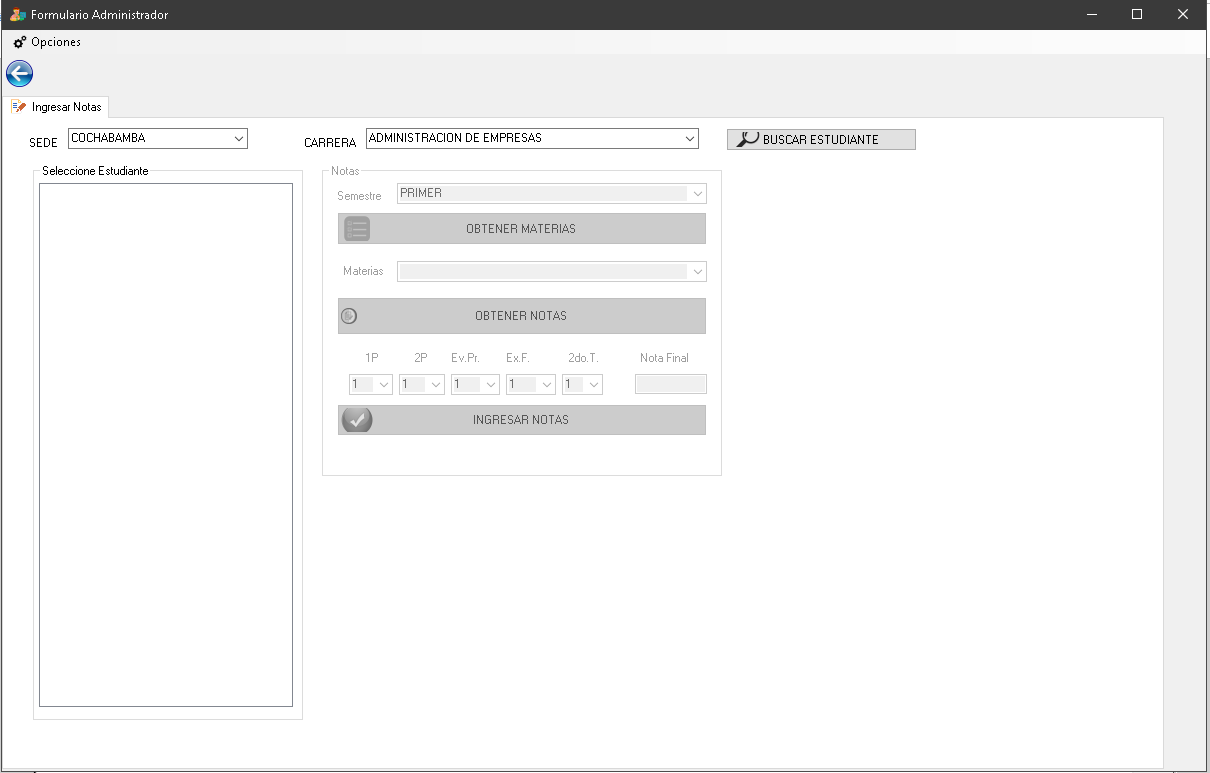 Formulario Administrador
Opciones
Ingresar Notas
SEDE COCHABAMBA CARRERA ADMINISTRACION DE EMPRESAS BUSCAR ESTUDIANTE
Seleccione Estudiante
Notas
Semestre PRIMER
OBTENER MATERIAS
Materias
OBTENER NOTAS
1P 2P Ev.Pr. Ex.F. 2do.T. Nota Final
1 1 1 1 1
INGRESAR NOTAS